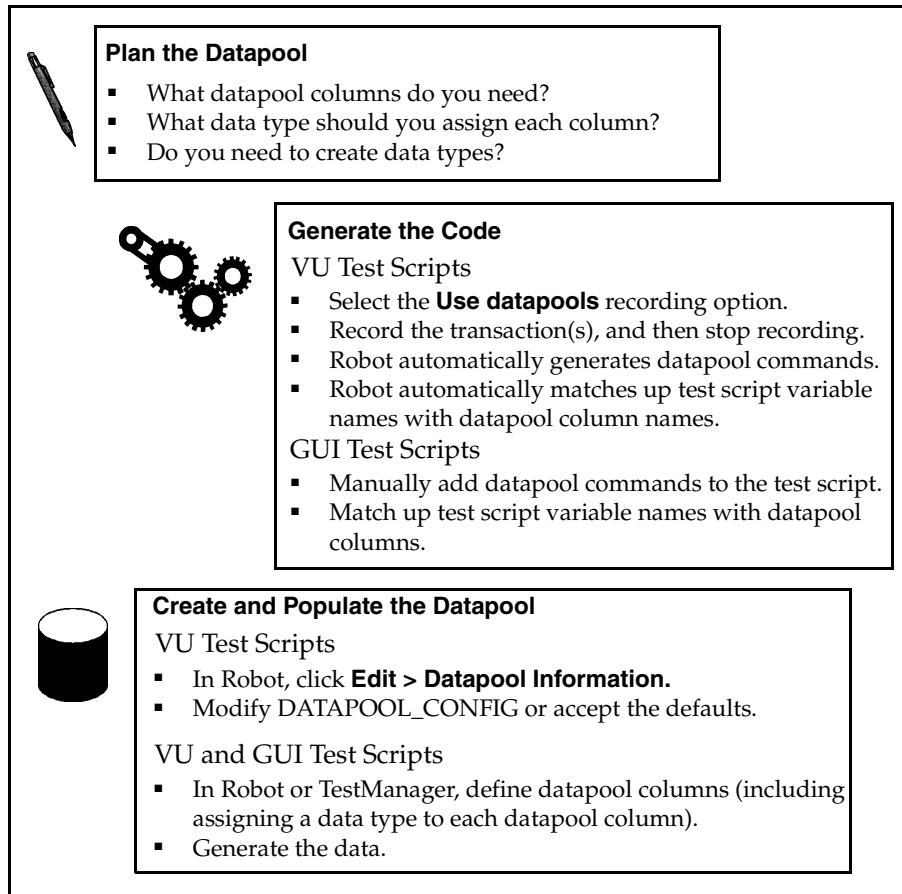 Plan the Datapool
▪ What datapool columns do you need?
▪ What data type should you assign each column?
▪ Do you need to create data types?
Generate the Code
VU Test Scripts
▪ Select the Use datapools recording option.
▪ Record the transaction(s), and then stop recording.
▪ Robot automatically generates datapool commands.
▪ Robot automatically matches up test script variable
names with datapool column names.
GUI Test Scripts
▪ Manually add datapool commands to the test script.
▪ Match up test script variable names with datapool
columns.
Create and Populate the Datapool
VU Test Scripts
▪ In Robot, click Edit > Datapool Information.
▪ Modify DATAPOOL_CONFIG or accept the defaults.
VU and GUI Test Scripts
▪ In Robot or TestManager, define datapool columns (including
assigning a data type to each datapool column).
▪ Generate the data.